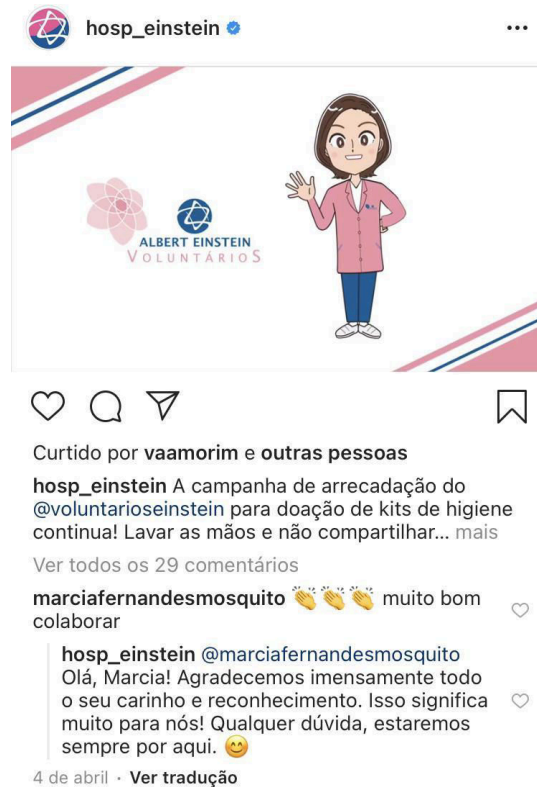 hosp_einstein
ALBERT EINSTEIN
VOLUNTÁRIOS
Curtido por vaamorim e outras pessoas
hosp_einstein A campanha de arrecadação do
@voluntarioseinstein para doação de kits de higiene
continua! Lavar as mãos e não compartilhar... mais
Ver todos os 29 comentários
marciafernandesmosquito 👏👏👏 muito bom
colaborar
hosp_einstein @marciafernandesmosquito
Olá, Marcia! Agradecemos imensamente todo
o seu carinho e reconhecimento. Isso significa
muito para nós! Qualquer dúvida, estaremos
sempre por aqui. 😊
4 de abril · Ver tradução